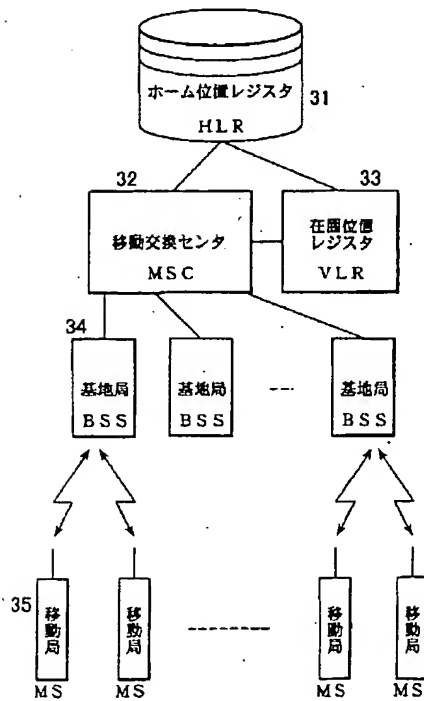 ホーム位置レジスタ
31
HLR
32
33
移動交換センタ
MSC
在圏位置
レジスタ
VLR
34
基地局
BSS
基地局
BSS
基地局
BSS
35
移動局
移動局
移動局
移動局
MS
MS
MS
MS